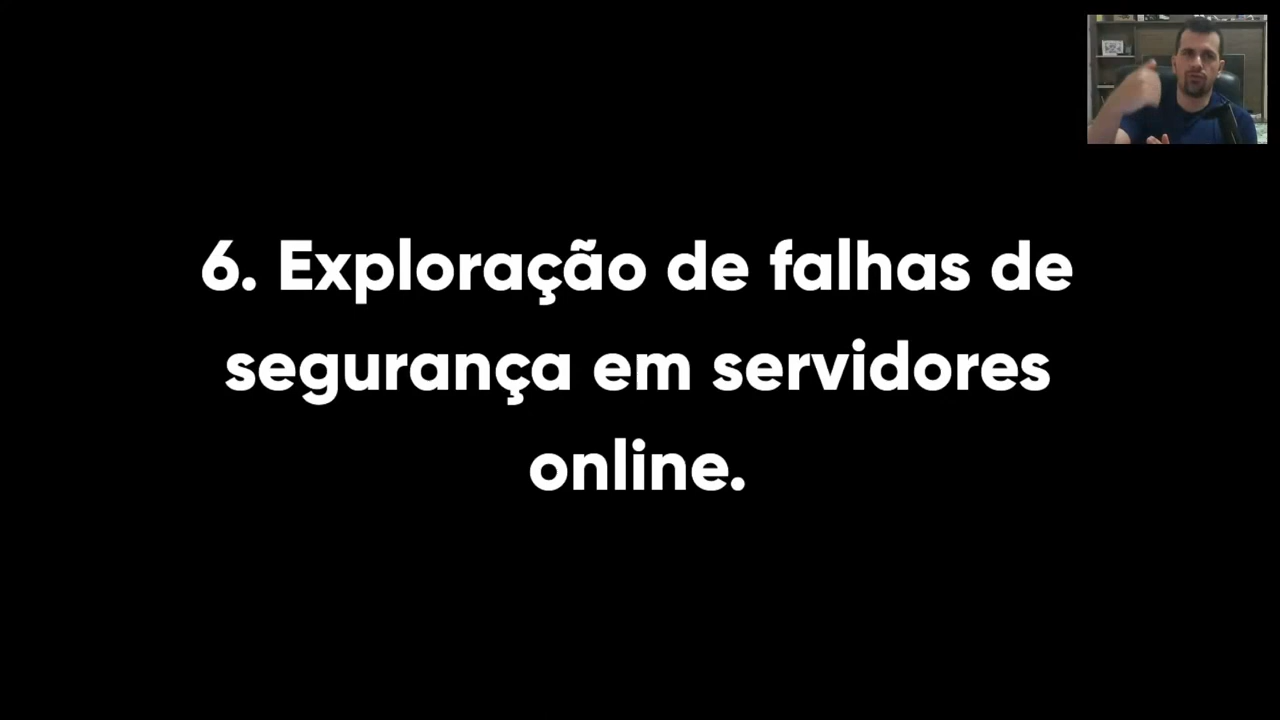 6. Exploração de falhas de
segurança em servidores
online.